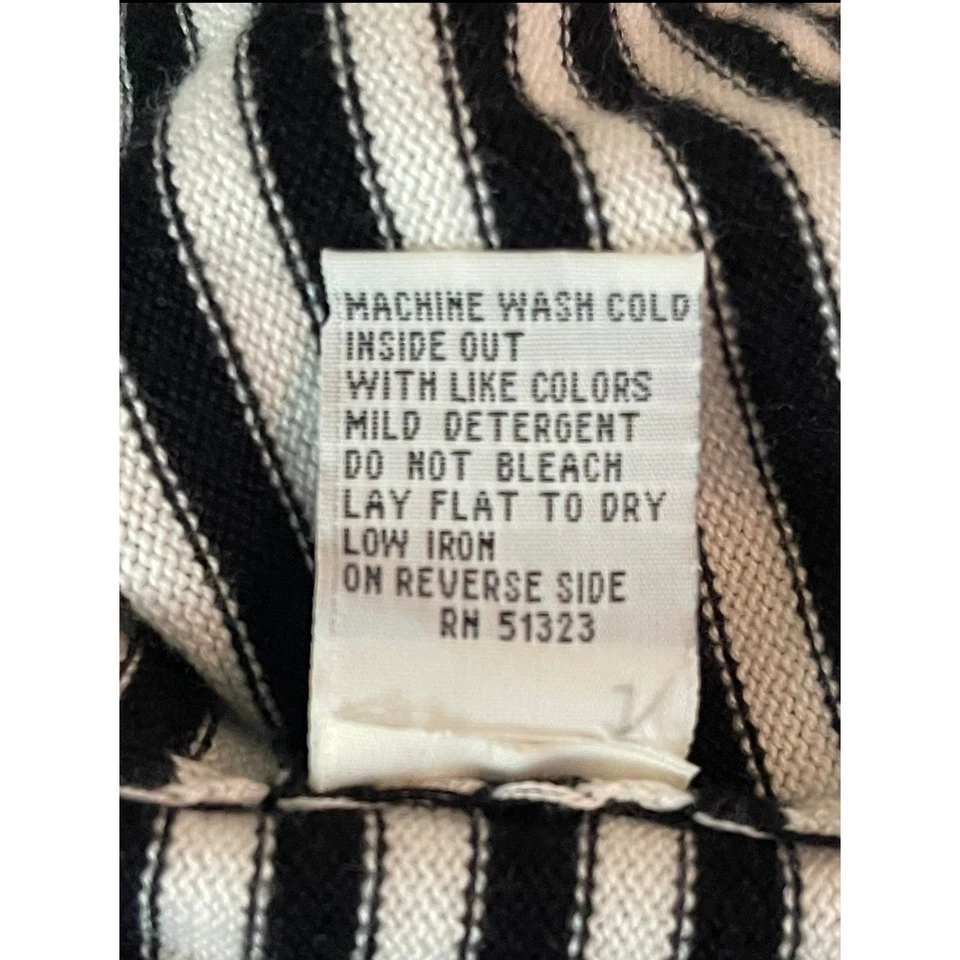 MACHINE WASH COLD
INSIDE OUT
WITH LIKE COLORS
MILD DETERGENT
DO NOT BLEACH
LAY FLAT TO DRY
LOW IRON
ON REVERSE SIDE
RN 51323